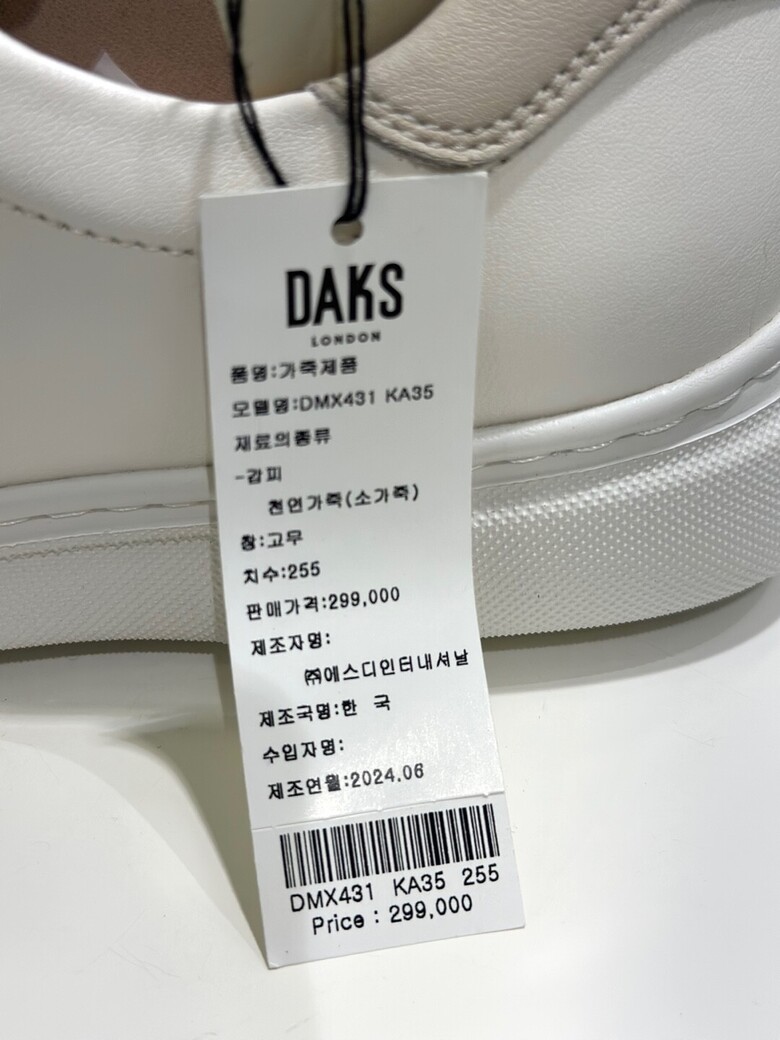 DAKS
LONDON
품명:가죽제품
모델명:DMX431 KA35
재료의종류
-갑피
천연가죽(소가죽)
창:고무
치수:255
판매가격:299,000
제조자명:
㈜에스디인터내셔날
제조국명:한 국
수입자명:
제조연월:2024.06
DMX431 KA35 255
Price : 299,000